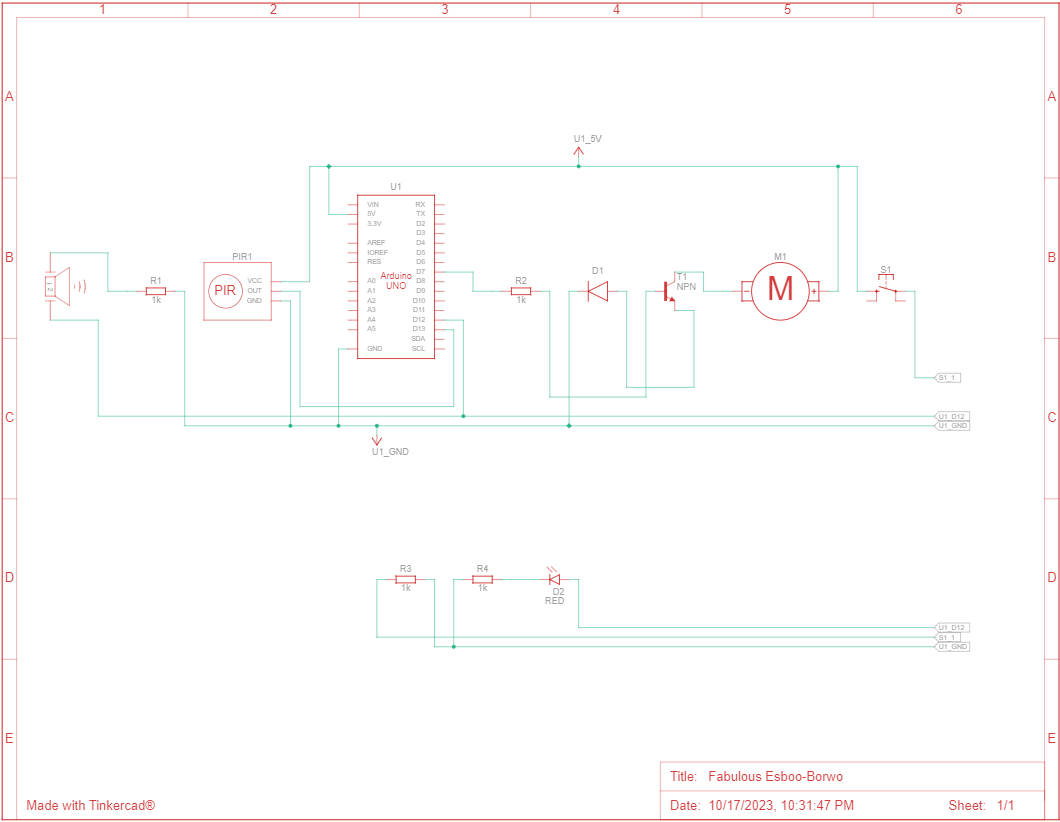 1 2 3 4 5 6
A A
U1_5V
U1
VIN RX
5V TX
3.3V D2
D3
AREF D4
IOREF D5
RES D6
D7
A0 D8
A1 D9
A2 D10
A3 D11
A4 D12
A5 D13
SDA
GND SCL
Arduino
UNO
B B
PIR1
PIR
VCC
OUT
GND
1 2
R1
1k
R2
1k
D1
T1
NPN
M1
M
- +
S1
S1_1
C C
U1_D12
U1_GND
U1_GND
D D
R3
1k
R4
1k
D2
RED
U1_D12
S1_1
U1_GND
E E
Title: Fabulous Esboo-Borwo
Made with Tinkercad®
Date: 10/17/2023, 10:31:47 PM Sheet: 1/1